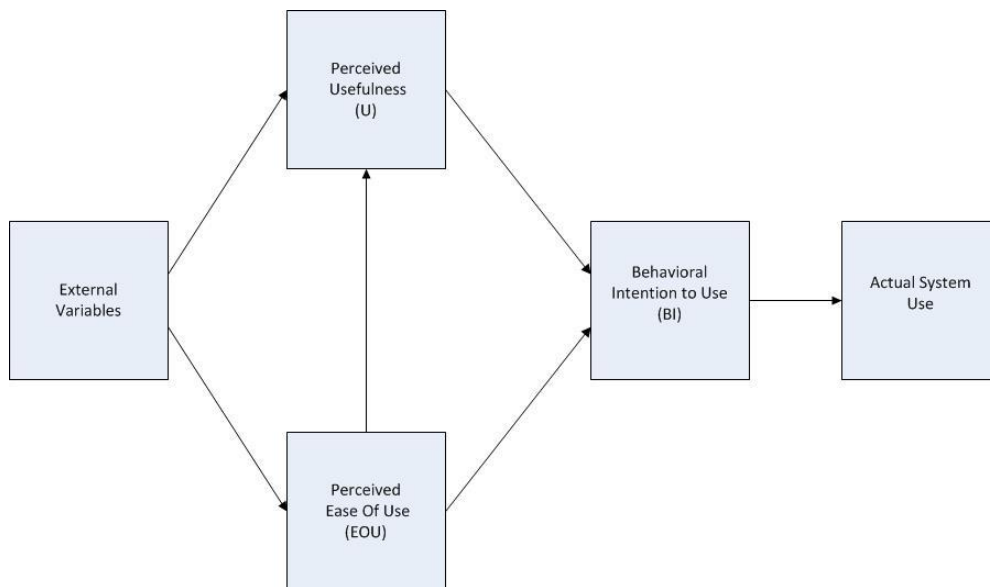 Perceived
Usefulness
(U)
External
Variables
Behavioral
Intention to Use
(BI)
Actual System
Use
Perceived
Ease Of Use
(EOU)